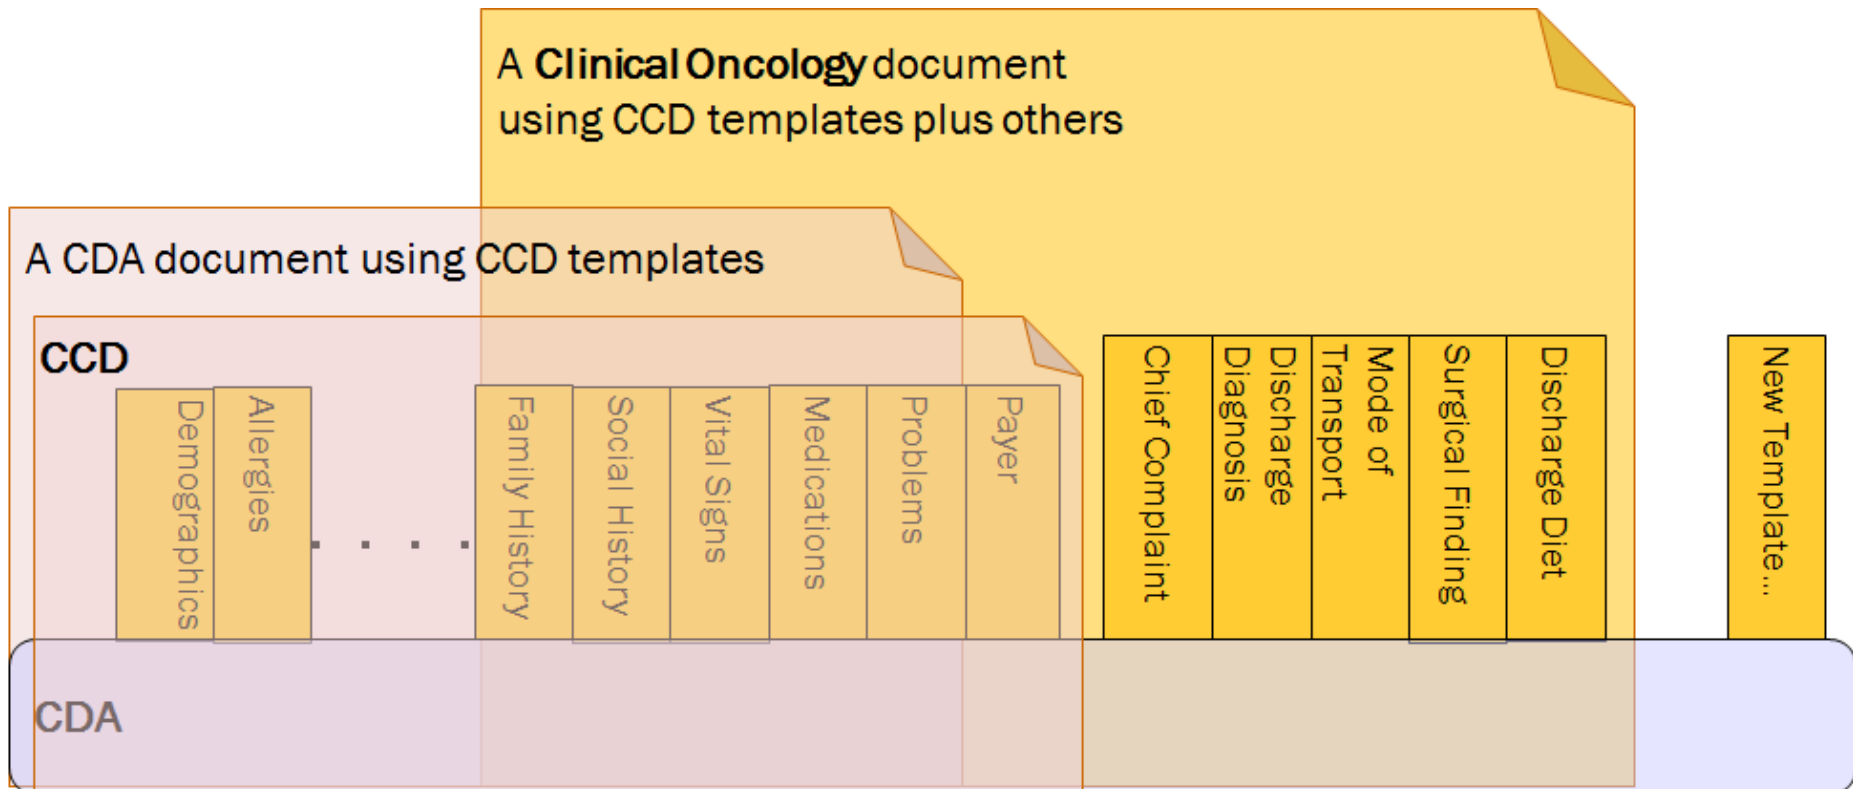 A Clinical Oncology document
using CCD templates plus others
A CDA document using CCD templates
CCD
Demographics
Allergies
. . . .
Family History
Social History
Vital Signs
Medications
Problems
Payer
Chief Complaint
Discharge
Diagnosis
Mode of
Transport
Surgical Finding
Discharge Diet
New Template...
CDA